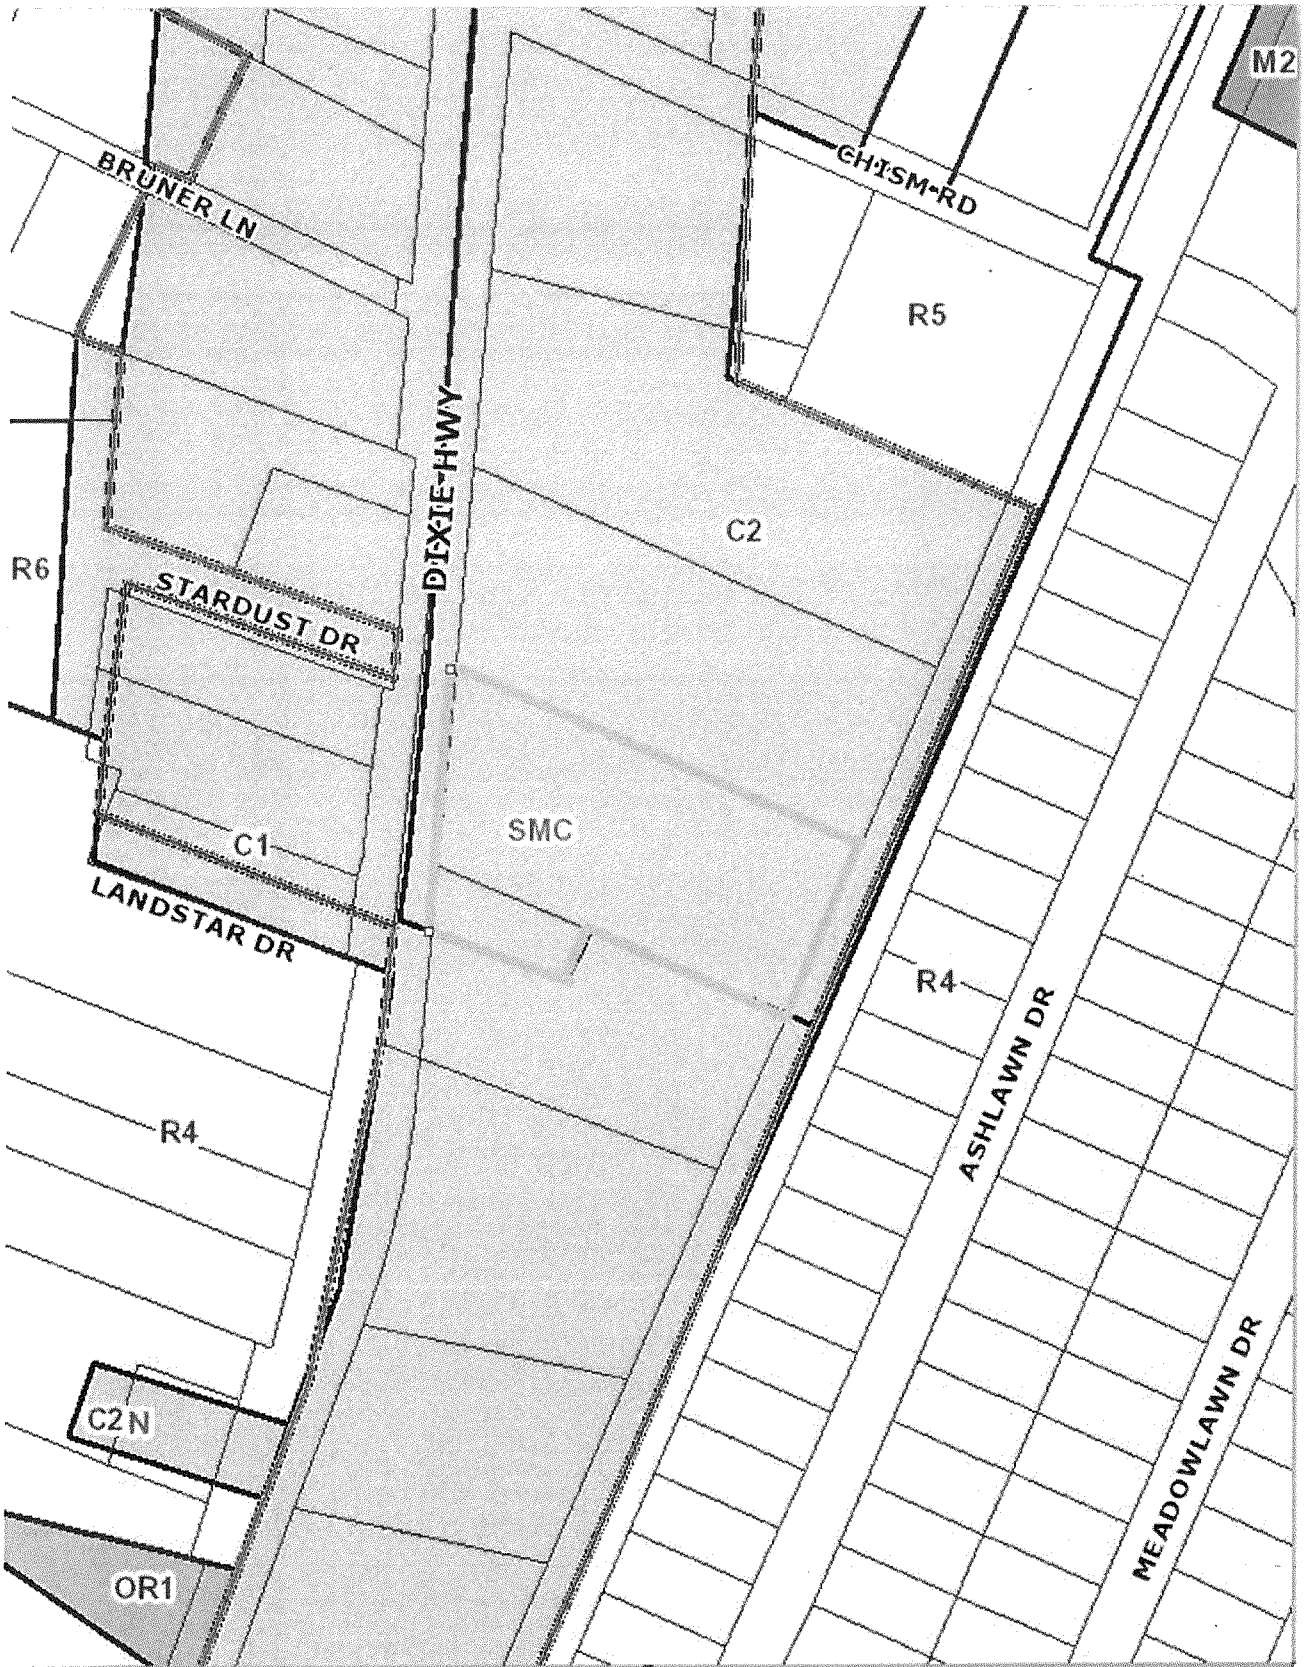 M2
BRUNER LN
CHISM RD
R5
DIXIE HWY
C2
R6
STARDUST DR
SMC
C1
LANDSTAR DR
R4
ASHLAWN DR
R4
MEADOWLAWN DR
C2N
OR1